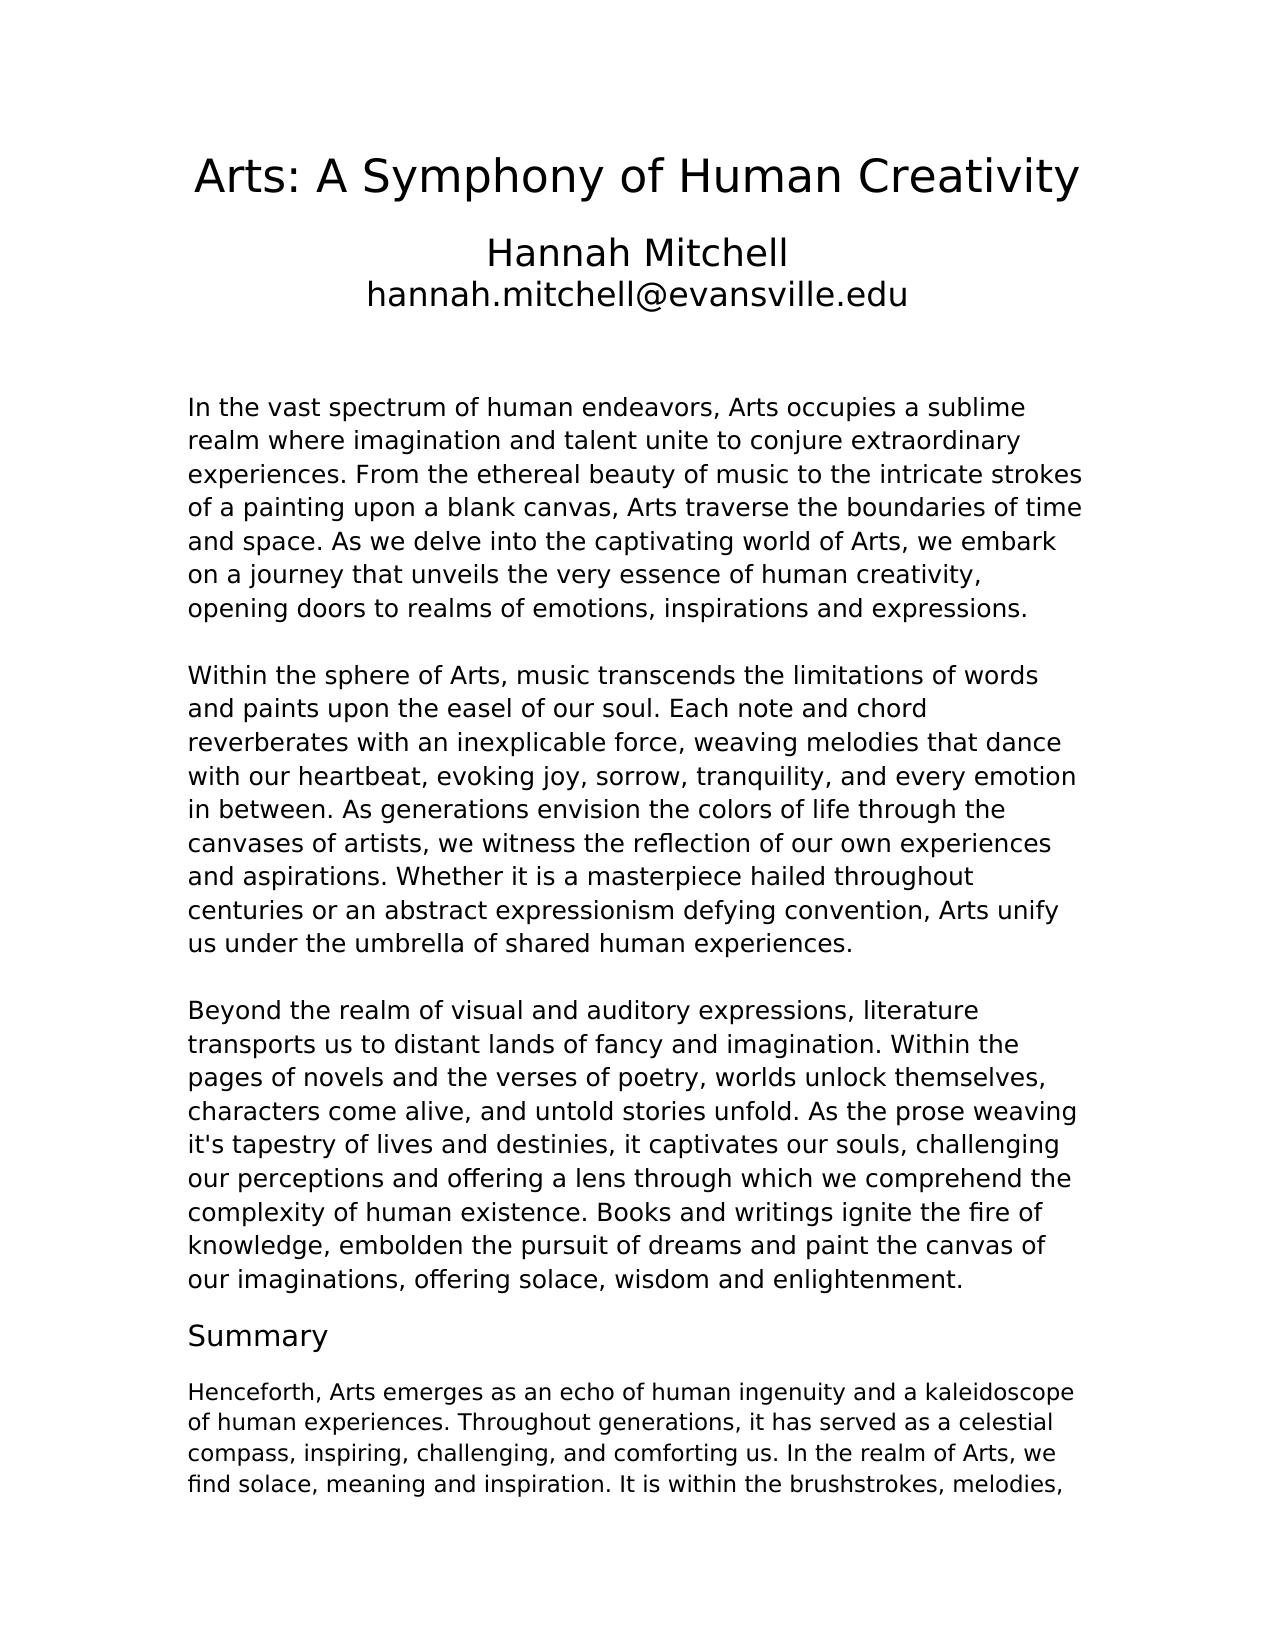 Arts: A Symphony of Human Creativity
Hannah Mitchell
hannah.mitchell@evansville.edu
In the vast spectrum of human endeavors, Arts occupies a sublime
realm where imagination and talent unite to conjure extraordinary
experiences. From the ethereal beauty of music to the intricate strokes
of a painting upon a blank canvas, Arts traverse the boundaries of time
and space. As we delve into the captivating world of Arts, we embark
on a journey that unveils the very essence of human creativity,
opening doors to realms of emotions, inspirations and expressions.
Within the sphere of Arts, music transcends the limitations of words
and paints upon the easel of our soul. Each note and chord
reverberates with an inexplicable force, weaving melodies that dance
with our heartbeat, evoking joy, sorrow, tranquility, and every emotion
in between. As generations envision the colors of life through the
canvases of artists, we witness the reflection of our own experiences
and aspirations. Whether it is a masterpiece hailed throughout
centuries or an abstract expressionism defying convention, Arts unify
us under the umbrella of shared human experiences.
Beyond the realm of visual and auditory expressions, literature
transports us to distant lands of fancy and imagination. Within the
pages of novels and the verses of poetry, worlds unlock themselves,
characters come alive, and untold stories unfold. As the prose weaving
it's tapestry of lives and destinies, it captivates our souls, challenging
our perceptions and offering a lens through which we comprehend the
complexity of human existence. Books and writings ignite the fire of
knowledge, embolden the pursuit of dreams and paint the canvas of
our imaginations, offering solace, wisdom and enlightenment.
Summary
Henceforth, Arts emerges as an echo of human ingenuity and a kaleidoscope
of human experiences. Throughout generations, it has served as a celestial
compass, inspiring, challenging, and comforting us. In the realm of Arts, we
find solace, meaning and inspiration. It is within the brushstrokes, melodies,